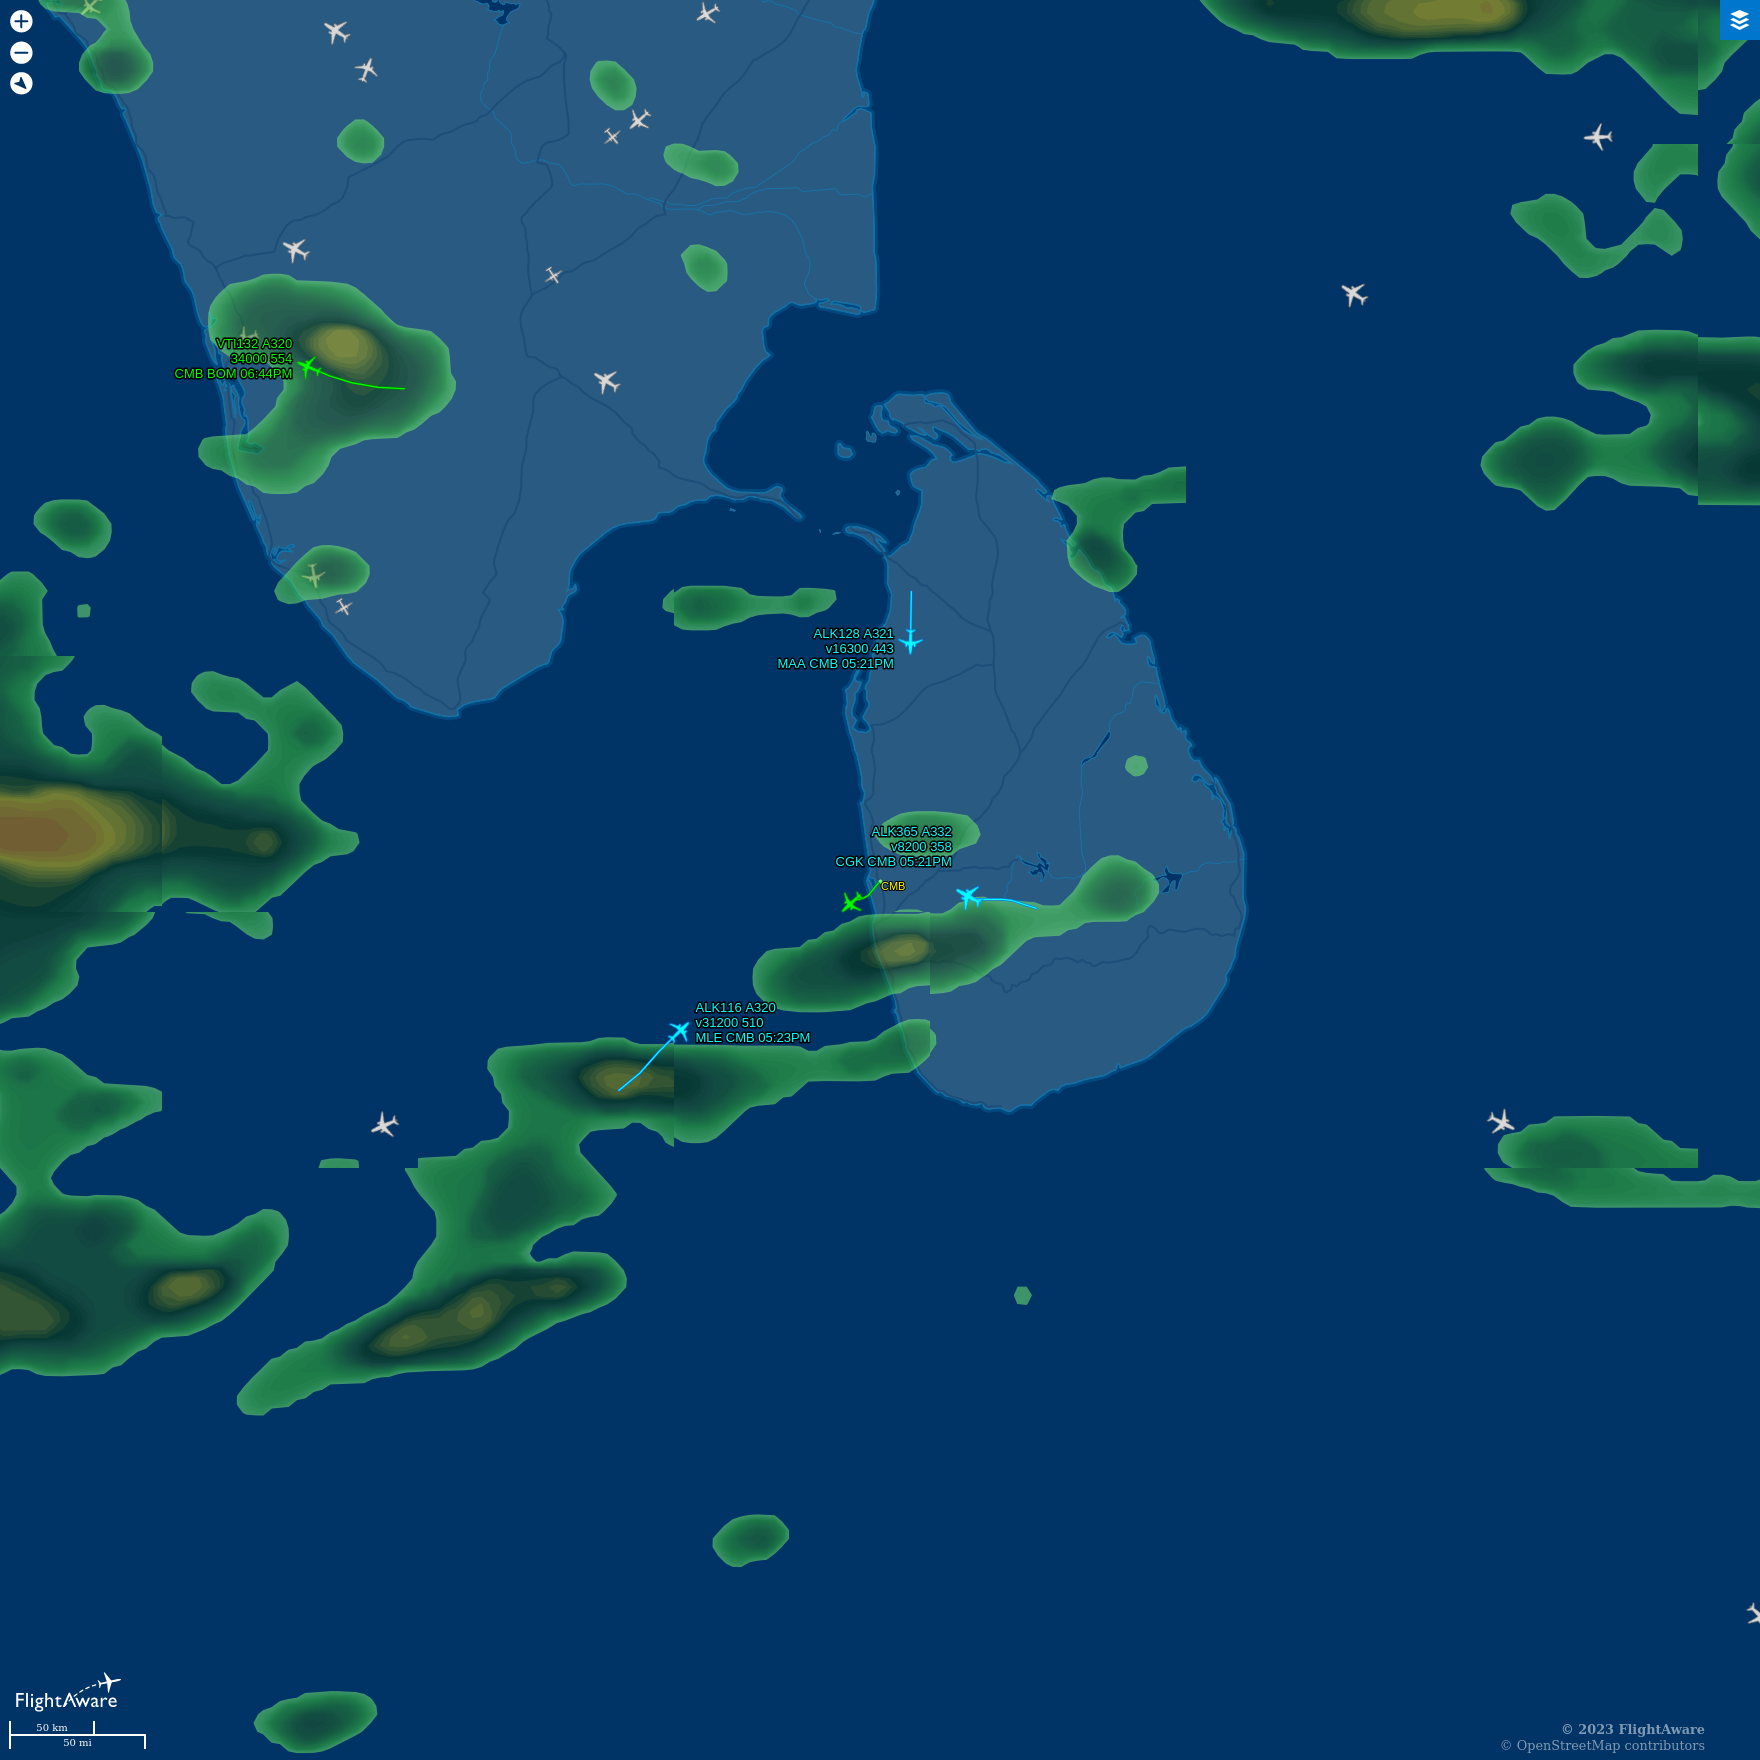 VTI132 A320
34000 554
CMB BOM 06:44PM
ALK128 A321
v16300 443
MAA CMB 05:21PM
ALK365 A332
v8200 358
CGK CMB 05:21PM
CMB
ALK116 A320
v31200 510
MLE CMB 05:23PM
FlightAware
50 km
50 mi
© 2023 FlightAware
© OpenStreetMap contributors